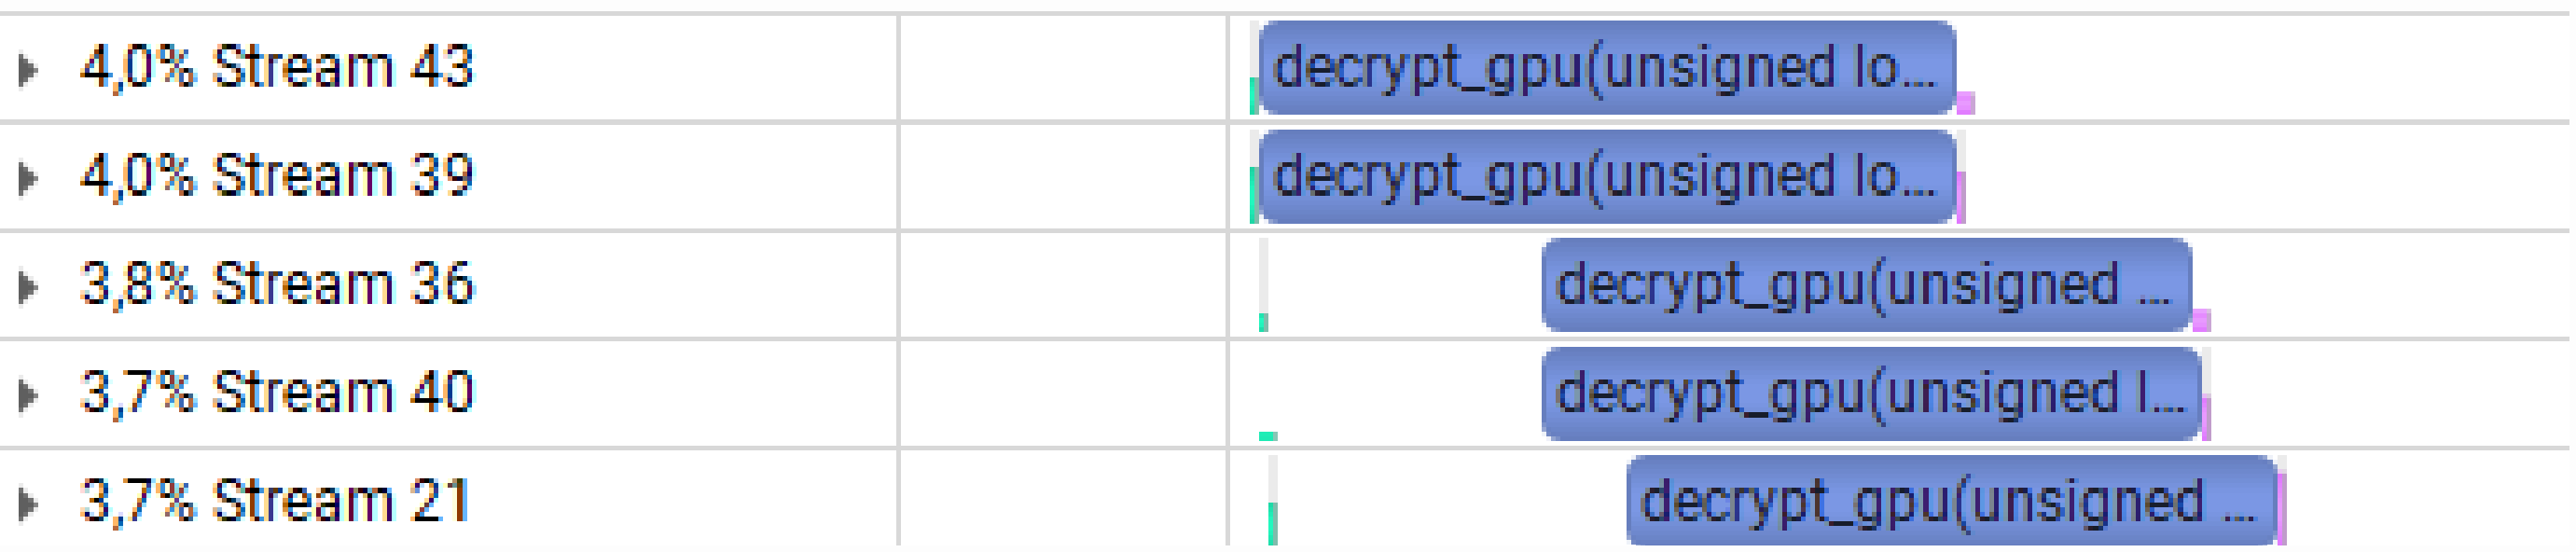 4,0% Stream 43 decrypt_gpu(unsigned lo...
4,0% Stream 39 decrypt_gpu(unsigned lo...
3,8% Stream 36 decrypt_gpu(unsigned ...
3,7% Stream 40 decrypt_gpu(unsigned l...
3,7% Stream 21 decrypt_gpu(unsigned ...